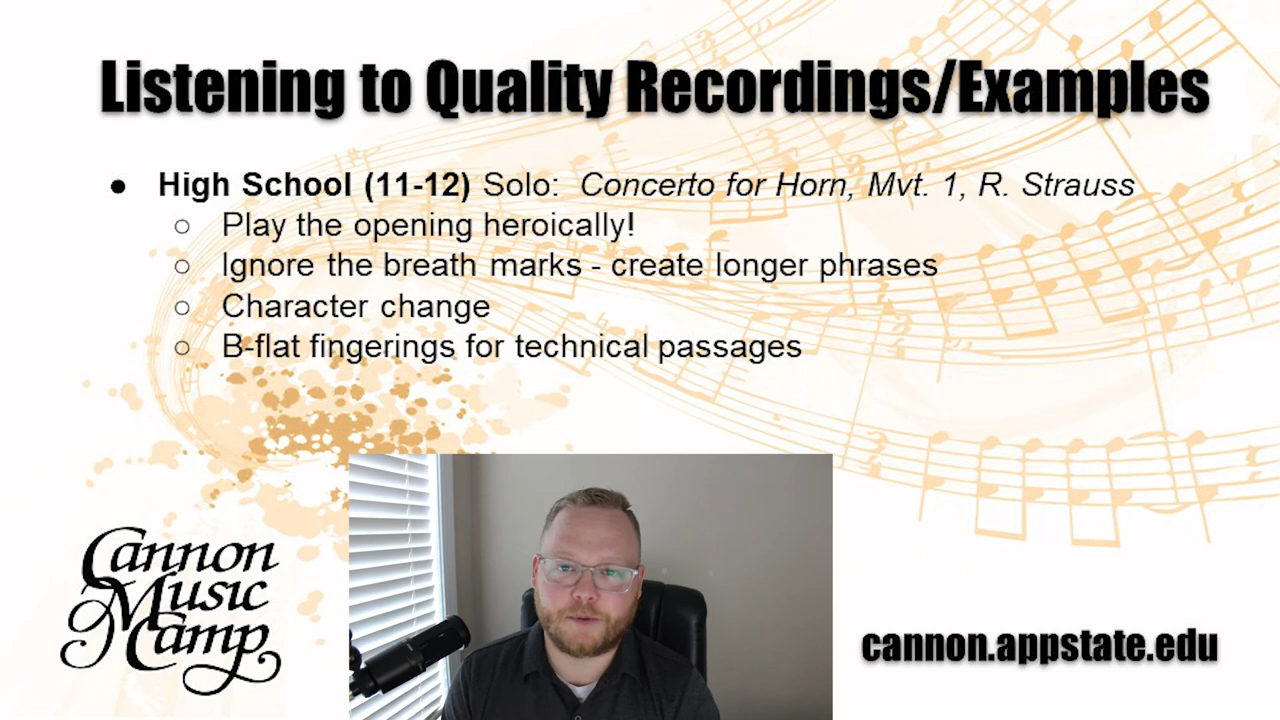 Listening to Quality Recordings/Examples
● High School (11-12) Solo: Concerto for Horn, Mvt. 1, R. Strauss
○ Play the opening heroically!
○ Ignore the breath marks - create longer phrases
○ Character change
○ B-flat fingerings for technical passages
Cannon
Music
Camp
cannon.appstate.edu